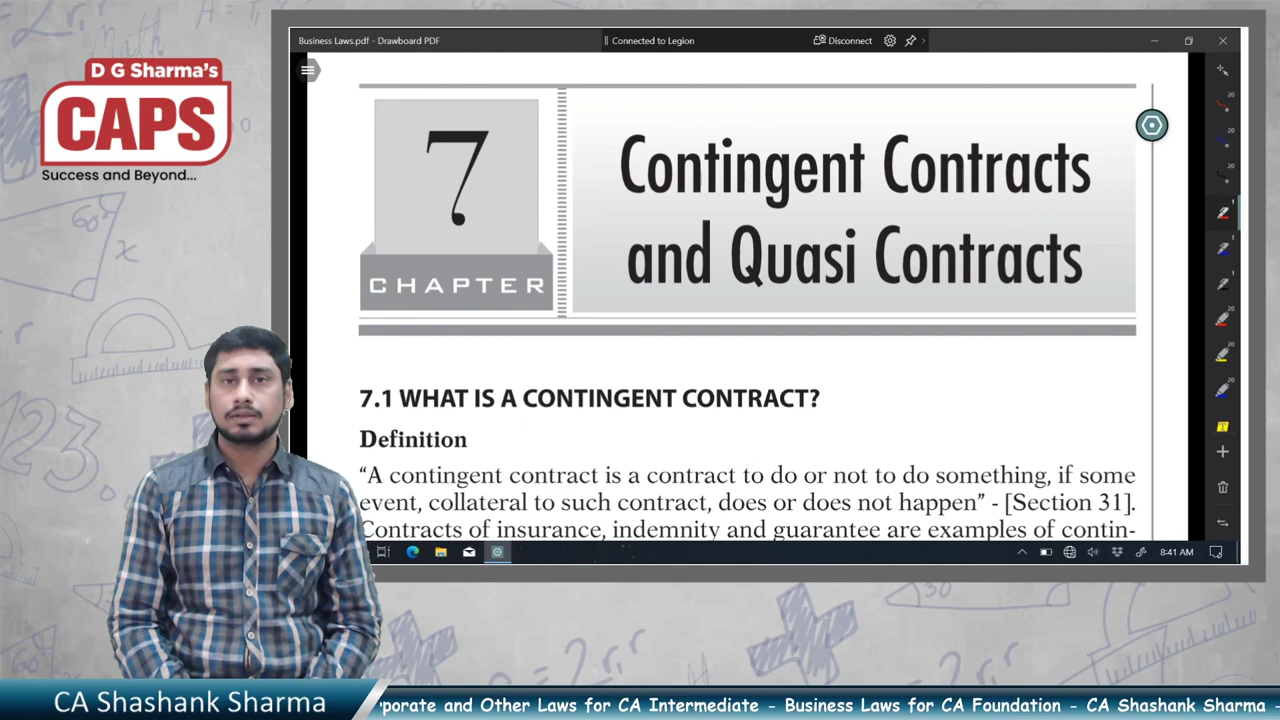 D G Sharma's
CAPS
Success and Beyond...
Business Laws.pdf - Drawboard PDF
Connected to Legion
Disconnect
7
CHAPTER
Contingent Contracts
and Quasi Contracts
7.1 WHAT IS A CONTINGENT CONTRACT?
Definition
“A contingent contract is a contract to do or not to do something, if some
event, collateral to such contract, does or does not happen” - [Section 31].
Contracts of insurance, indemnity and guarantee are examples of contin-
8:41 AM
CA Shashank Sharma
rporate and Other Laws for CA Intermediate - Business Laws for CA Foundation - CA Shashank Sharma -